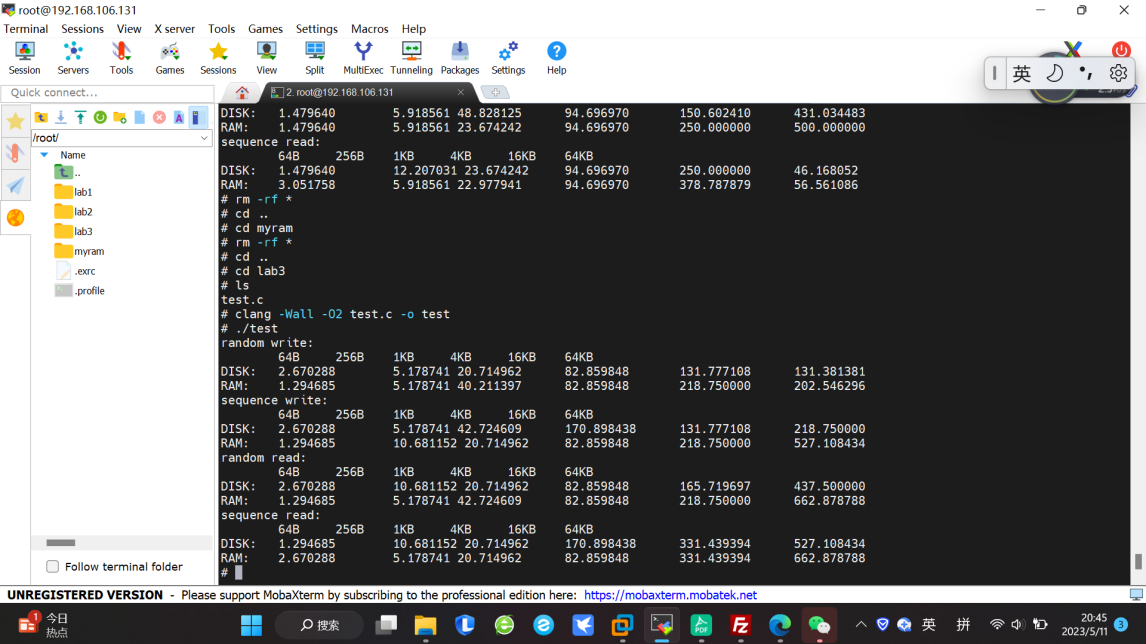 root@192.168.106.131
Terminal Sessions View X server Tools Games Settings Macros Help
Session Servers Tools Games Sessions View Split MultiExec Tunneling Packages Settings Help
英
Quick connect...
2. root@192.168.106.131
/root/
Name
..
lab1
lab2
lab3
myram
.exrc
.profile
Follow terminal folder
DISK: 1.479640 5.918561 48.828125 94.696970 150.602410 431.034483
RAM: 1.479640 5.918561 23.674242 94.696970 250.000000 500.000000
sequence read:
64B 256B 1KB 4KB 16KB 64KB
DISK: 1.479640 12.207031 23.674242 94.696970 250.000000 46.168052
RAM: 3.051758 5.918561 22.977941 94.696970 378.787879 56.561086
# rm -rf *
# cd ..
# cd myram
# rm -rf *
# cd ..
# cd lab3
# ls
test.c
# clang -Wall -O2 test.c -o test
# ./test
random write:
64B 256B 1KB 4KB 16KB 64KB
DISK: 2.670288 5.178741 20.714962 82.859848 131.777108 131.381381
RAM: 1.294685 5.178741 40.211397 82.859848 218.750000 202.546296
sequence write:
64B 256B 1KB 4KB 16KB 64KB
DISK: 2.670288 5.178741 42.724609 170.898438 131.777108 218.750000
RAM: 1.294685 10.681152 20.714962 82.859848 218.750000 527.108434
random read:
64B 256B 1KB 4KB 16KB 64KB
DISK: 2.670288 10.681152 20.714962 82.859848 165.719697 437.500000
RAM: 1.294685 5.178741 42.724609 82.859848 218.750000 662.878788
sequence read:
64B 256B 1KB 4KB 16KB 64KB
DISK: 1.294685 10.681152 20.714962 170.898438 331.439394 527.108434
RAM: 2.670288 5.178741 20.714962 82.859848 331.439394 662.878788
#
UNREGISTERED VERSION - Please support MobaXterm by subscribing to the professional edition here: https://mobaxterm.mobatek.net
1
今日
热点
搜索
PDF
英
拼
20:45
2023/5/11
3